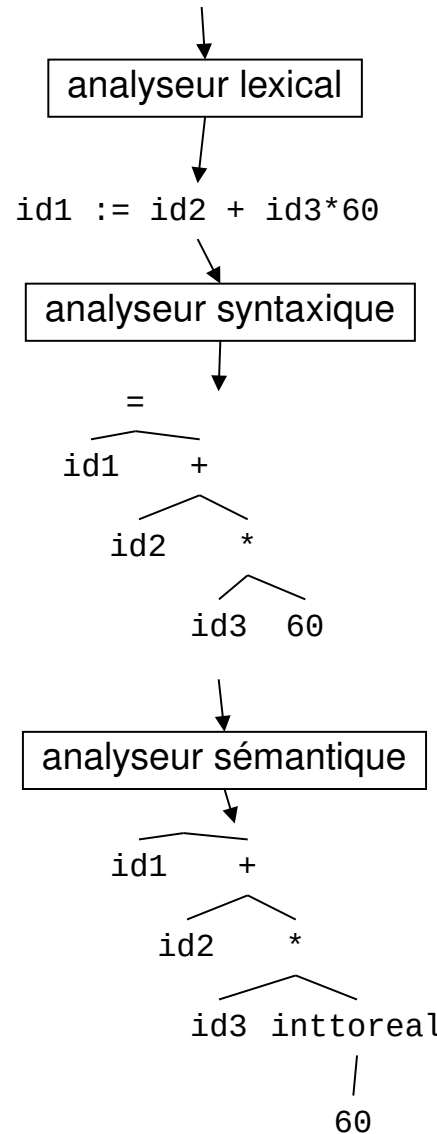 analyseur lexical
id1 := id2 + id3*60
analyseur syntaxique
=
id1 +
id2 *
id3 60
analyseur sémantique
id1 +
id2 *
id3 inttoreal
60